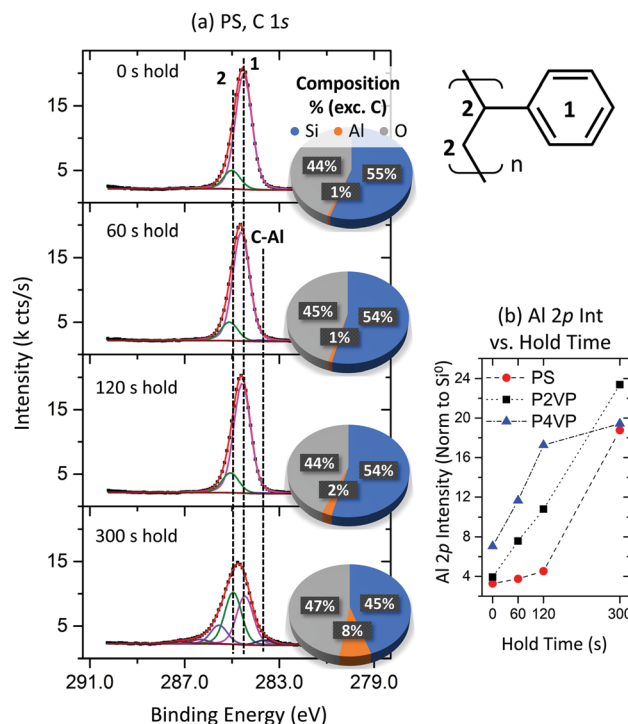 (a) PS, C 1s
0 s hold
2
1
Composition
% (exc. C)
Si Al O
44%
55%
1%
5
15
60 s hold
C-Al
45%
54%
1%
5
15
120 s hold
44%
54%
2%
5
15
300 s hold
47%
45%
8%
5
15
Intensity (k cts/s)
291.0 287.0 283.0 279.0
Binding Energy (eV)
2
1
2
n
(b) Al 2p Int
vs. Hold Time
PS
P2VP
P4VP
24
20
16
12
8
4
Al 2p Intensity (Norm to Si⁰)
0 60 120 300
Hold Time (s)